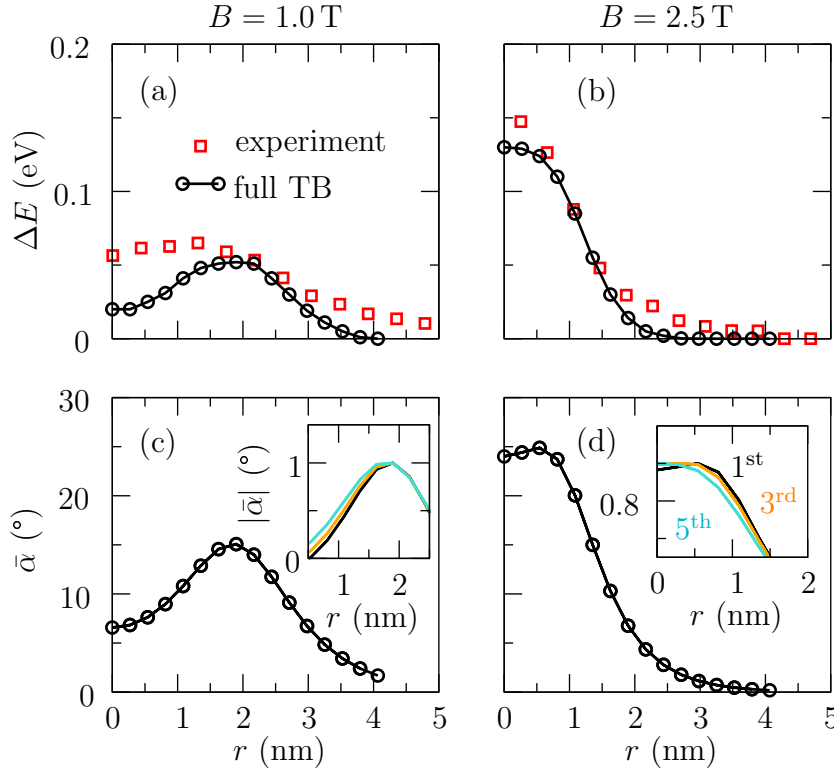 B = 1.0 T
B = 2.5 T
0.2
0.1
0
ΔE (eV)
(a)
experiment
full TB
(b)
30
20
10
0
ᾱ (°)
(c)
|ᾱ| (°)
1
0
1 2
r (nm)
0 1 2 3 4 5
r (nm)
(d)
0.8
1st
3rd
5th
0 1 2
r (nm)
0 1 2 3 4 5
r (nm)